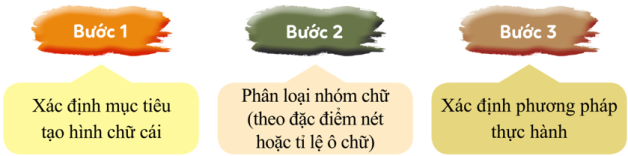 Bước 1
Xác định mục tiêu
tạo hình chữ cái
Bước 2
Phân loại nhóm chữ
(theo đặc điểm nét
hoặc tỉ lệ ô chữ)
Bước 3
Xác định phương pháp
thực hành